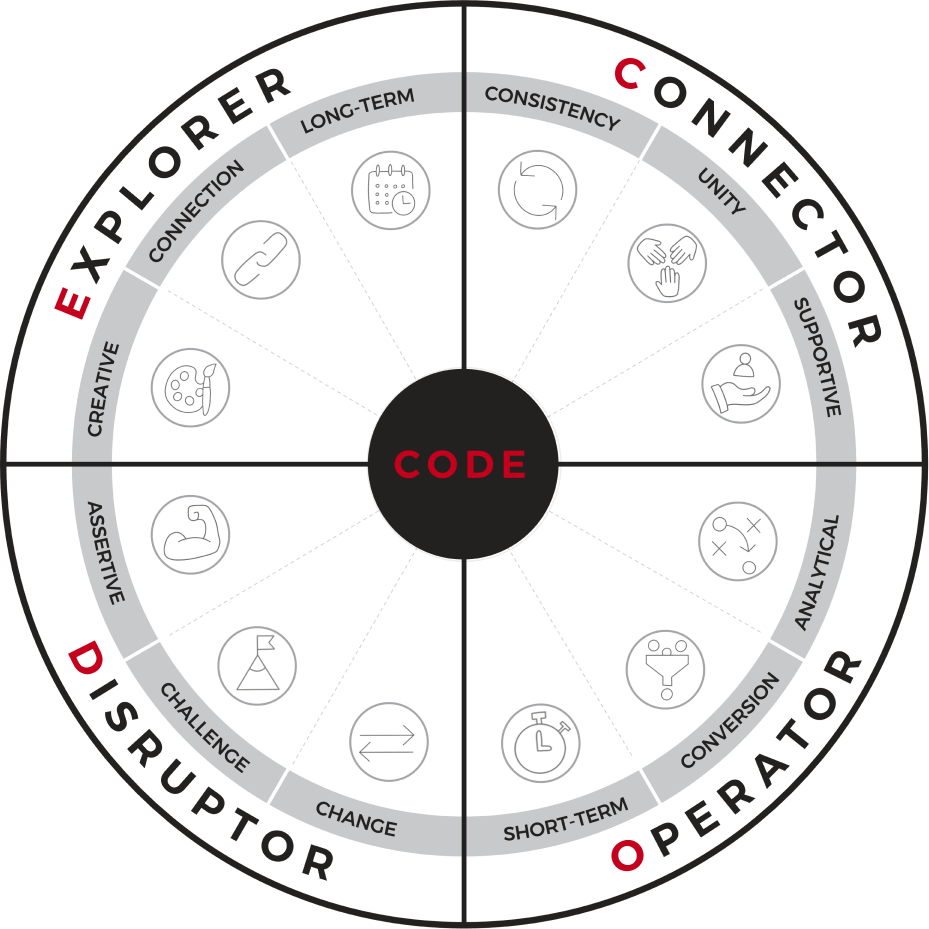 EXPLORER
CONNECTOR
LONG-TERM
CONSISTENCY
CONNECTION
UNITY
CREATIVE
SUPPORTIVE
CODE
ASSERTIVE
ANALYTICAL
CHALLENGE
CONVERSION
CHANGE
SHORT-TERM
DISRUPTOR
OPERATOR